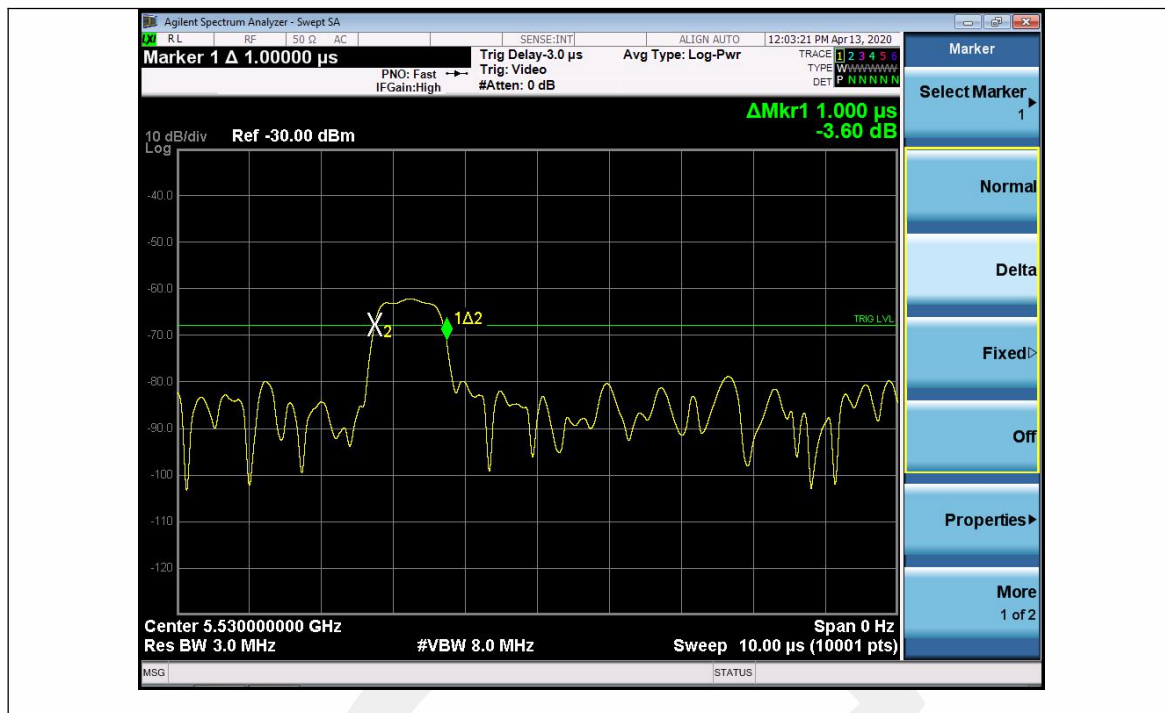 Agilent Spectrum Analyzer - Swept SA
LXI RL RF 50 Ω AC SENSE:INT ALIGN AUTO 12:03:21 PM Apr 13, 2020
Marker 1 Δ 1.00000 µs
PNO: Fast
IFGain:High
Trig Delay-3.0 µs
Trig: Video
#Atten: 0 dB
Avg Type: Log-Pwr
TRACE 1 2 3 4 5 6
TYPE WWWWWW
DET P N N N N N
ΔMkr1 1.000 µs
-3.60 dB
10 dB/div Ref -30.00 dBm
Log
-40.0
-50.0
-60.0
TRIG LVL
1Δ2
2
-70.0
-80.0
-90.0
-100
-110
-120
Center 5.530000000 GHz Span 0 Hz
Res BW 3.0 MHz #VBW 8.0 MHz Sweep 10.00 µs (10001 pts)
MSG STATUS
Marker
Select Marker
1
Normal
Delta
Fixed
Off
Properties
More
1 of 2